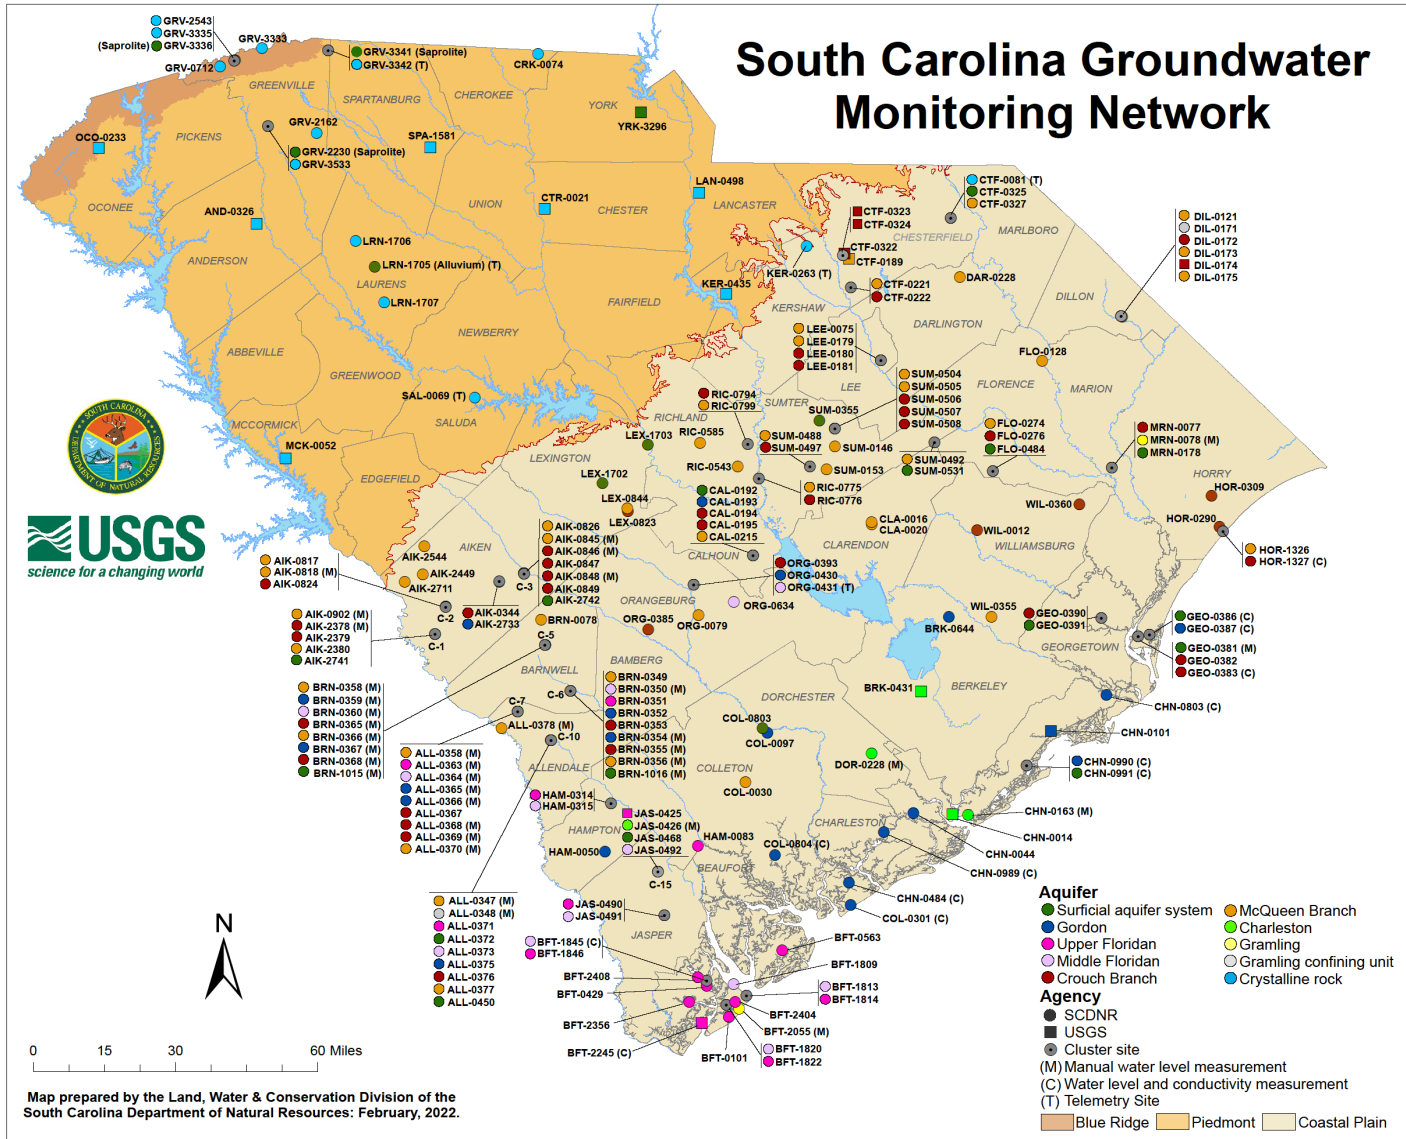 South Carolina Groundwater
Monitoring Network
GRV-2543
GRV-3335
(Saprolite) GRV-3336
GRV-3333
GRV-0712
GRV-3341 (Saprolite)
GRV-3342 (T)
CRK-0074
GREENVILLE
SPARTANBURG
CHEROKEE
YORK
YRK-3296
OCO-0233
PICKENS
GRV-2162
SPA-1581
GRV-2230 (Saprolite)
GRV-3533
OCONEE
AND-0326
UNION
CTR-0021
CHESTER
LAN-0498
LANCASTER
CTF-0081 (T)
CTF-0325
CTF-0327
CTF-0323
CTF-0324
CHESTERFIELD
MARLBORO
DIL-0121
DIL-0171
DIL-0172
DIL-0173
DIL-0174
DIL-0175
ANDERSON
LRN-1706
LRN-1705 (Alluvium) (T)
LAURENS
LRN-1707
KER-0263 (T)
CTF-0322
CTF-0189
KER-0435
CTF-0221
CTF-0222
DAR-0228
DILLON
FAIRFIELD
KERSHAW
DARLINGTON
NEWBERRY
ABBEVILLE
GREENWOOD
LEE-0075
LEE-0179
LEE-0180
LEE-0181
LEE
FLO-0128
FLORENCE
MARION
SAL-0069 (T)
SALUDA
MCCORMICK
MCK-0052
SOUTH CAROLINA
DEPARTMENT OF NATURAL RESOURCES
RIC-0794
RIC-0799
SUMTER
RICHLAND
SUM-0355
SUM-0504
SUM-0505
SUM-0506
SUM-0507
SUM-0508
LEX-1703
RIC-0585
SUM-0488
SUM-0497
SUM-0146
SUM-0492
SUM-0531
FLO-0274
FLO-0276
FLO-0484
MRN-0077
MRN-0078 (M)
MRN-0178
HORRY
HOR-0309
HOR-0290
HOR-1326
HOR-1327 (C)
LEXINGTON
EDGEFIELD
LEX-1702
RIC-0543
SUM-0153
RIC-0775
RIC-0776
LEX-0844
LEX-0823
CAL-0192
CAL-0193
CAL-0194
CAL-0195
CAL-0215
CALHOUN
CLA-0016
CLA-0020
CLARENDON
WIL-0360
WIL-0012
WILLIAMSBURG
USGS
science for a changing world
AIKEN
AIK-2544
AIK-2449
AIK-2711
AIK-0826
AIK-0845 (M)
AIK-0846 (M)
AIK-0847
AIK-0848 (M)
AIK-0849
AIK-2742
C-3
AIK-0817
AIK-0818 (M)
AIK-0824
C-2
AIK-0344
AIK-2733
ORG-0393
ORG-0430
ORG-0431 (T)
ORANGEBURG
ORG-0634
ORG-0385
ORG-0079
BRN-0078
AIK-0902 (M)
AIK-2378 (M)
AIK-2379
AIK-2380
AIK-2741
C-1
C-5
WIL-0355
BRK-0644
GEO-0390
GEO-0391
GEORGETOWN
GEO-0386 (C)
GEO-0387 (C)
GEO-0381 (M)
GEO-0382
GEO-0383 (C)
BARNWELL
BAMBERG
C-6
BRN-0349
BRN-0350 (M)
BRN-0351
BRN-0352
BRN-0353
BRN-0354 (M)
BRN-0355 (M)
BRN-0356 (M)
BRN-1016 (M)
BRN-0358 (M)
BRN-0359 (M)
BRN-0360 (M)
BRN-0365 (M)
BRN-0366 (M)
BRN-0367 (M)
BRN-0368 (M)
BRN-1015 (M)
C-7
ALL-0378 (M)
C-10
ALLENDALE
DORCHESTER
BRK-0431
BERKELEY
CHN-0803 (C)
CHN-0101
COL-0803
COL-0097
COLLETON
DOR-0228 (M)
COL-0030
CHN-0990 (C)
CHN-0991 (C)
ALL-0358 (M)
ALL-0363 (M)
ALL-0364 (M)
ALL-0365 (M)
ALL-0366 (M)
ALL-0367
ALL-0368 (M)
ALL-0369 (M)
ALL-0370 (M)
HAM-0314
HAM-0315
HAMPTON
HAM-0050
JAS-0425
JAS-0426 (M)
JAS-0468
JAS-0492
HAM-0083
C-15
CHARLESTON
CHN-0163 (M)
CHN-0014
CHN-0044
CHN-0989 (C)
COL-0804 (C)
BEAUFORT
CHN-0484 (C)
COL-0301 (C)
ALL-0347 (M)
ALL-0348 (M)
ALL-0371
ALL-0372
ALL-0373
ALL-0375
ALL-0376
ALL-0377
ALL-0450
JAS-0490
JAS-0491
JASPER
BFT-1845 (C)
BFT-1846
BFT-2408
BFT-0429
BFT-2356
BFT-2245 (C)
BFT-0101
BFT-0563
BFT-1809
BFT-1813
BFT-1814
BFT-2404
BFT-2055 (M)
BFT-1820
BFT-1822
N
0 15 30 60 Miles
Map prepared by the Land, Water & Conservation Division of the
South Carolina Department of Natural Resources: February, 2022.
Aquifer
Surficial aquifer system
Gordon
Upper Floridan
Middle Floridan
Crouch Branch
McQueen Branch
Charleston
Gramling
Gramling confining unit
Crystalline rock
Agency
SCDNR
USGS
Cluster site
(M) Manual water level measurement
(C) Water level and conductivity measurement
(T) Telemetry Site
Blue Ridge
Piedmont
Coastal Plain